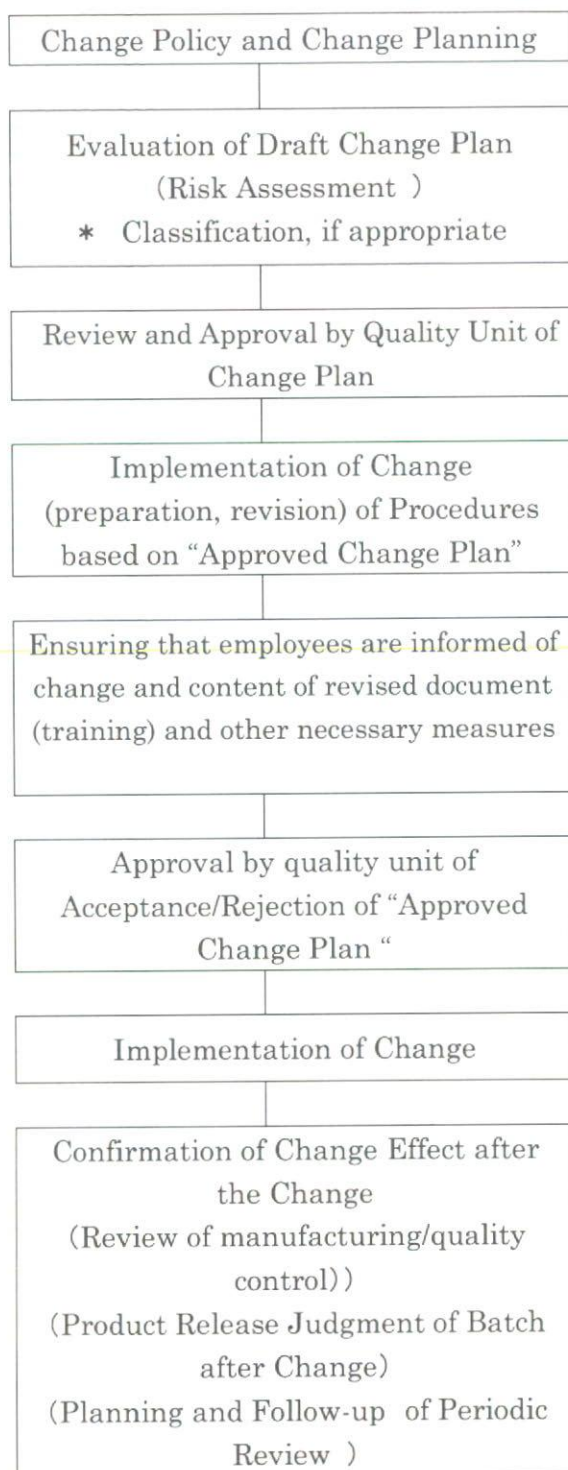 Change Policy and Change Planning
Evaluation of Draft Change Plan
(Risk Assessment )
* Classification, if appropriate
Review and Approval by Quality Unit of
Change Plan
Implementation of Change
(preparation, revision) of Procedures
based on “Approved Change Plan”
Ensuring that employees are informed of
change and content of revised document
(training) and other necessary measures
Approval by quality unit of
Acceptance/Rejection of “Approved
Change Plan “
Implementation of Change
Confirmation of Change Effect after
the Change
(Review of manufacturing/quality
control))
(Product Release Judgment of Batch
after Change)
(Planning and Follow-up of Periodic
Review )